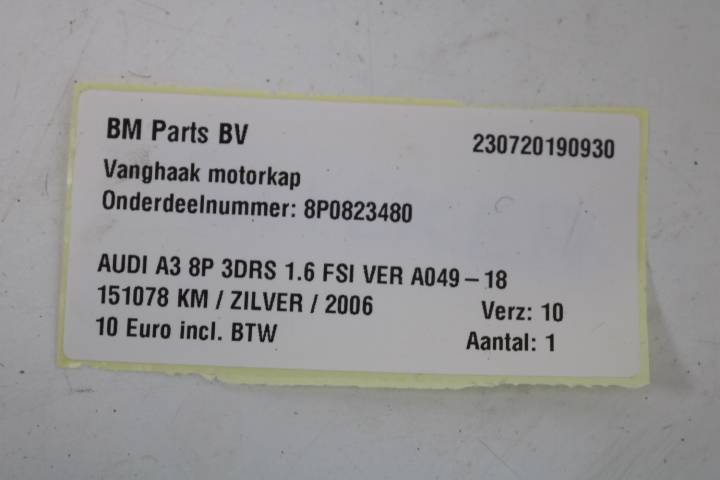 BM Parts BV 230720190930
Vanghaak motorkap
Onderdeelnummer: 8P0823480
AUDI A3 8P 3DRS 1.6 FSI VER A049-18
151078 KM / ZILVER / 2006 Verz: 10
10 Euro incl. BTW Aantal: 1